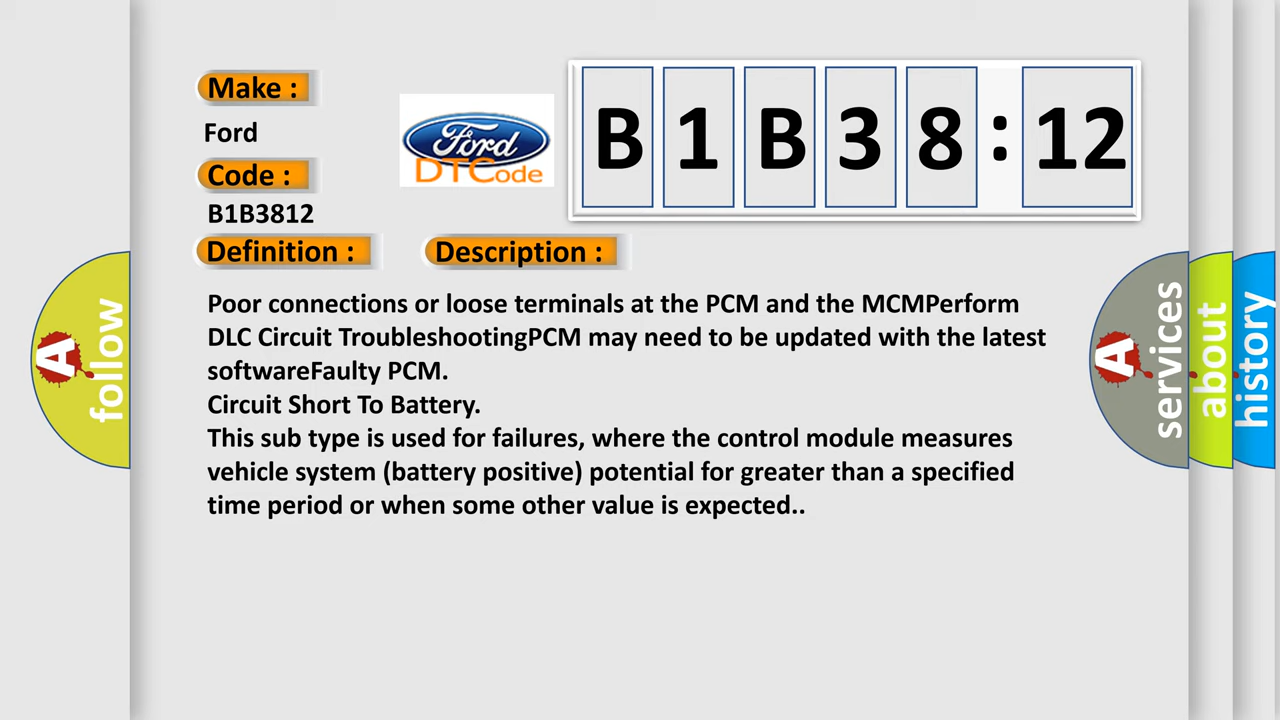 Make :
Ford
Code :
B1B3812
Ford
DTCode
B1B38:12
Definition :
Description :
Poor connections or loose terminals at the PCM and the MCMPerform
DLC Circuit TroubleshootingPCM may need to be updated with the latest
softwareFaulty PCM.
Circuit Short To Battery.
This sub type is used for failures, where the control module measures
vehicle system (battery positive) potential for greater than a specified
time period or when some other value is expected..
A
follow
A
services
about
history